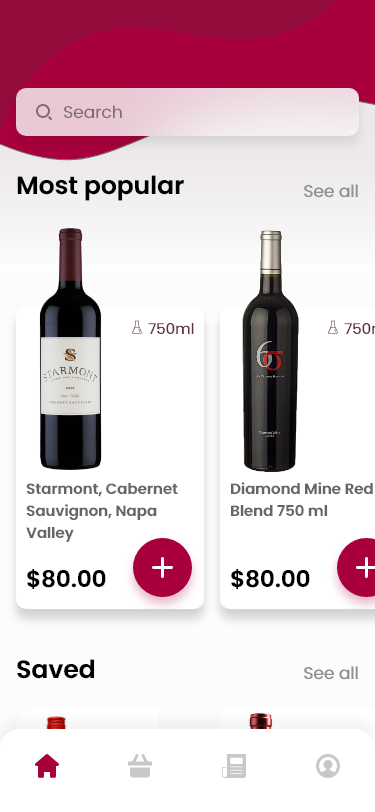 Search
Most popular
See all
750ml
750
STARMONT
Starmont, Cabernet
Sauvignon, Napa
Valley
$80.00
Diamond Mine Red
Blend 750 ml
$80.00
Saved
See all